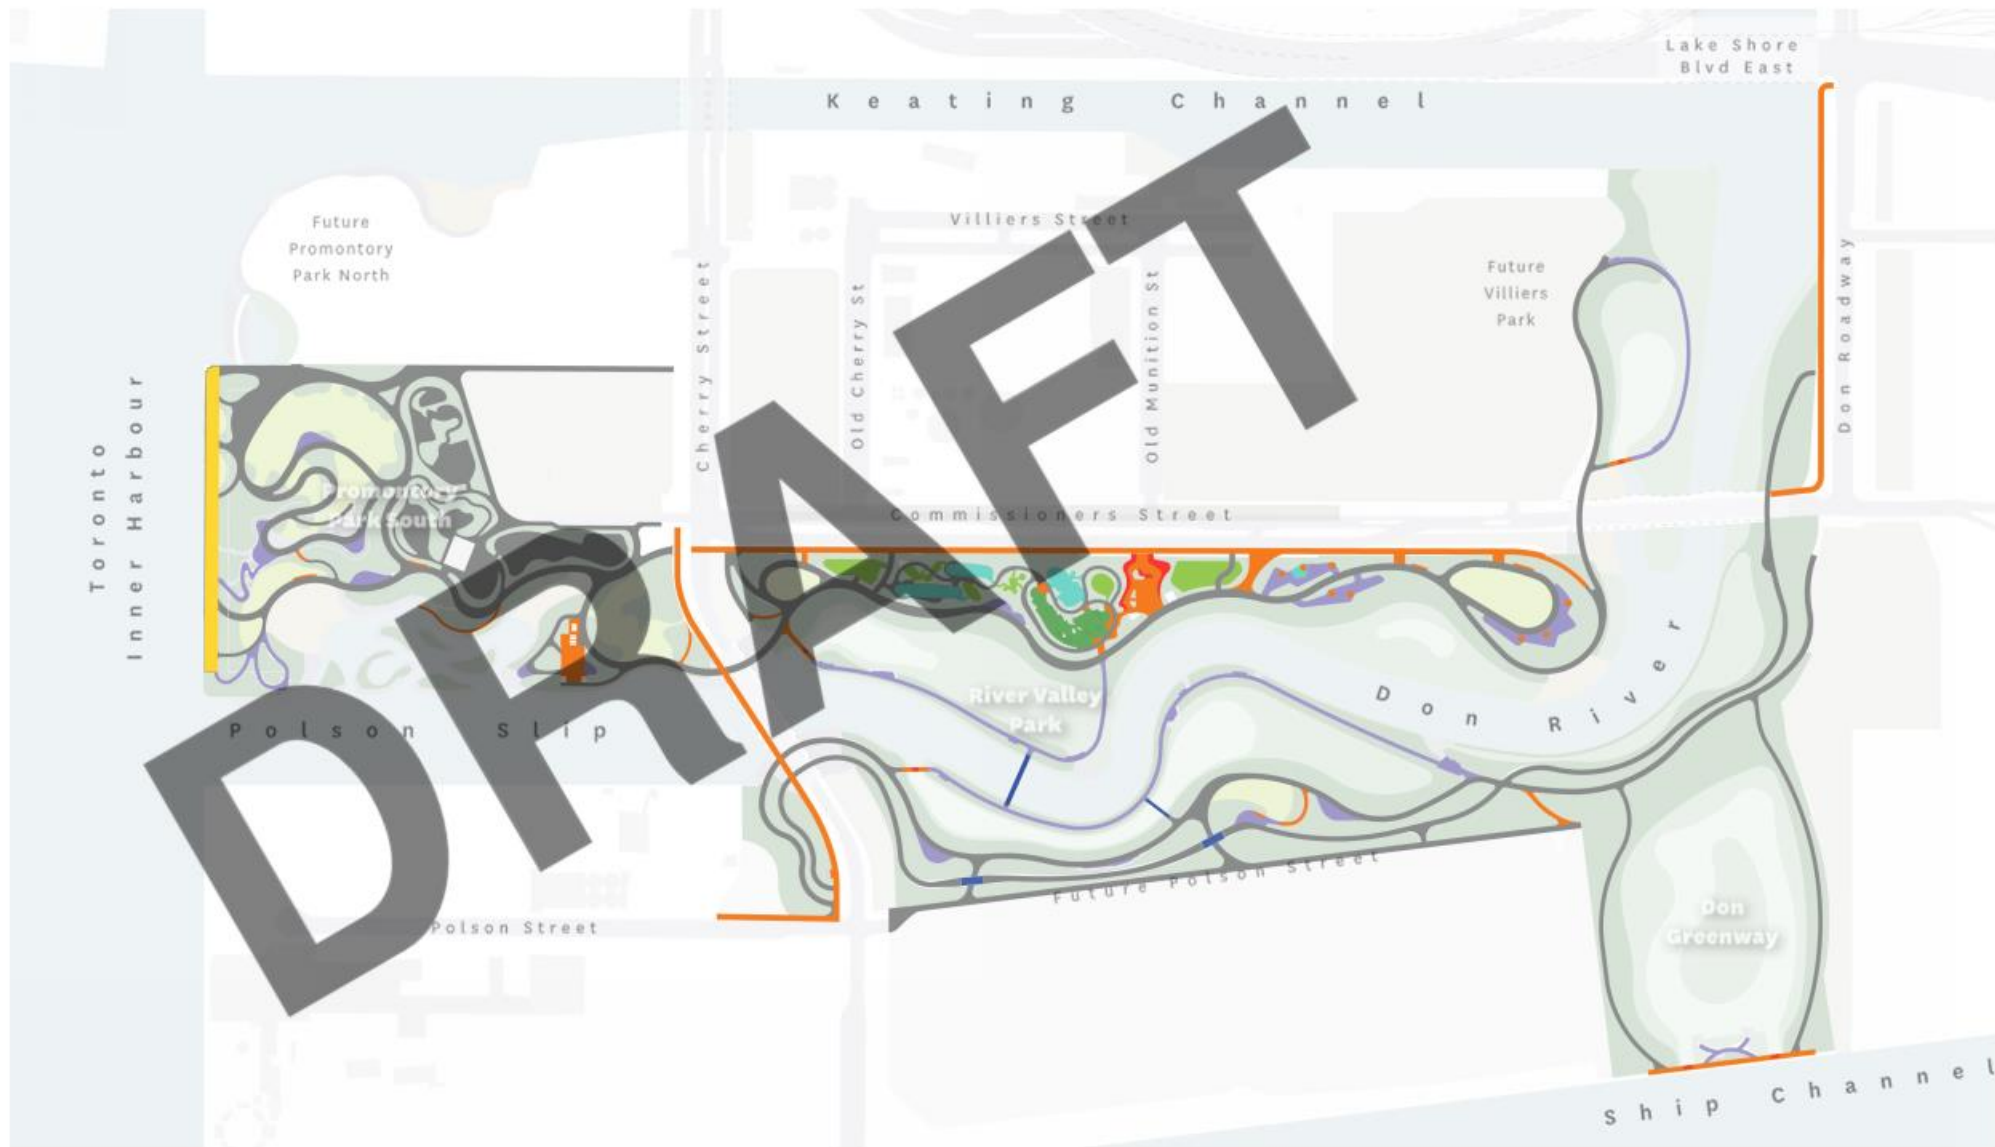 Lake Shore
Blvd East
Keating Channel
Future
Promontory
Park North
Villiers Street
Future
Villiers
Park
Cherry Street
Old Cherry St
Old Munition St
Don Roadway
Toronto
Inner Harbour
Promontory
Park South
Commissioners Street
DRAFT
River Valley
Park
Don River
Polson Slip
Future Polson Street
Polson Street
Don
Greenway
Ship Channel